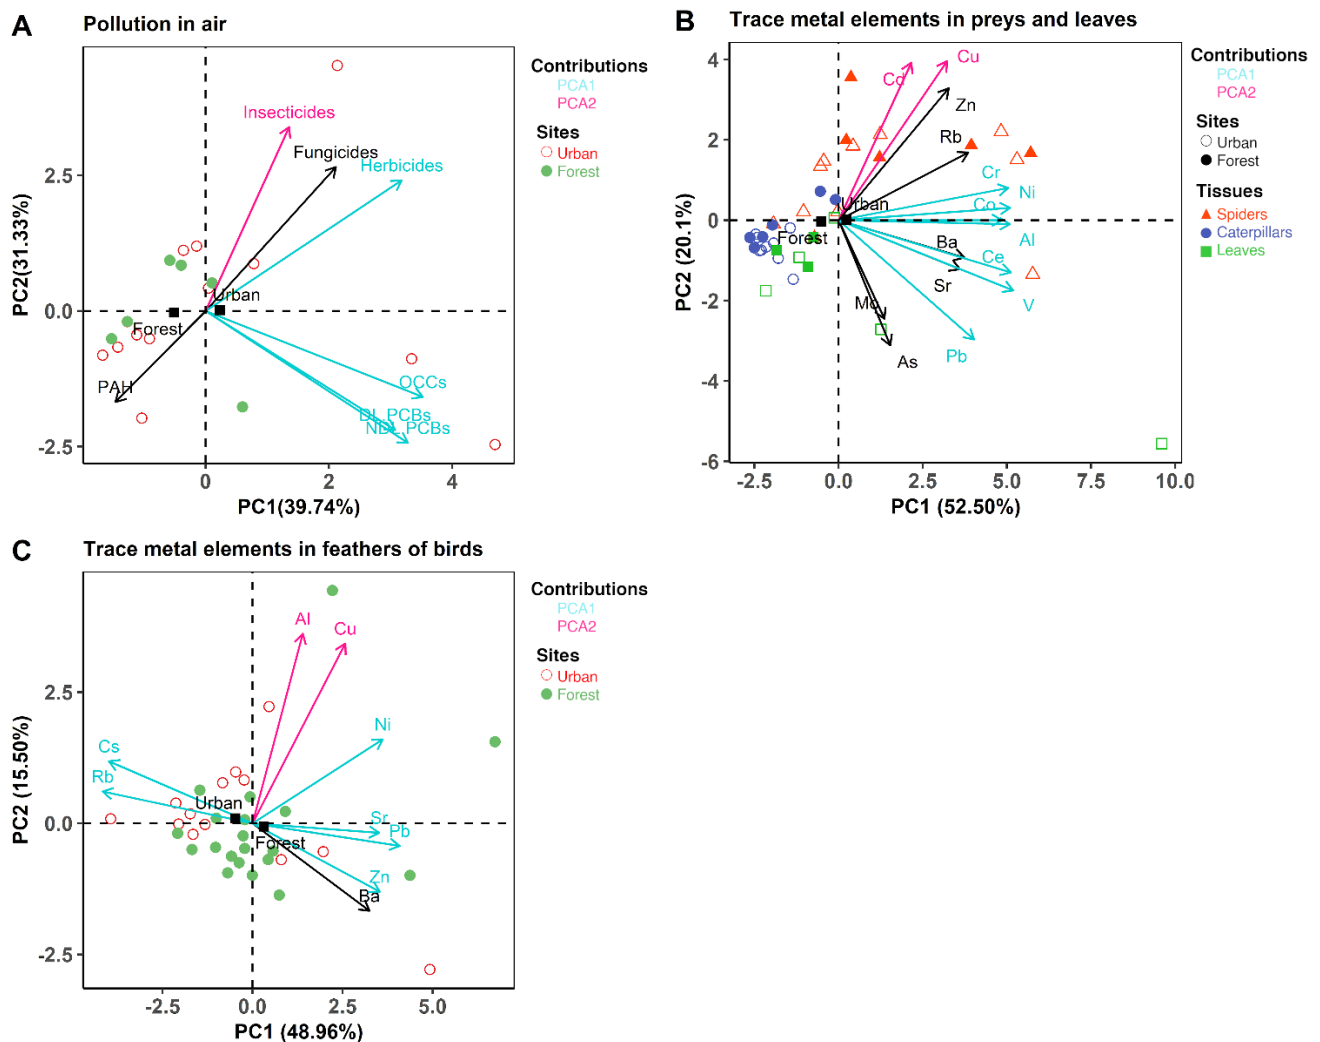 A
Pollution in air
Insecticides
Fungicides
Herbicides
Urban
Forest
PAH
OCCs
DL_PCBs
NDL_PCBs
2.5
0.0
-2.5
PC2(31.33%)
0
2
4
PC1(39.74%)
Contributions
PCA1
PCA2
Sites
Urban
Forest
B
Trace metal elements in preys and leaves
Cd
Cu
Zn
Rb
Cr
Ni
Co
Urban
Forest
Al
Ba
Ce
Sr
V
Mo
Pb
As
4
2
0
-2
-4
-6
PC2 (20.1%)
-2.5
0.0
2.5
5.0
7.5
10.0
PC1 (52.50%)
Contributions
PCA1
PCA2
Sites
Urban
Forest
Tissues
Spiders
Caterpillars
Leaves
C
Trace metal elements in feathers of birds
Al
Cu
Ni
Cs
Rb
Urban
Forest
Sr
Pb
Zn
Ba
2.5
0.0
-2.5
PC2 (15.50%)
-2.5
0.0
2.5
5.0
PC1 (48.96%)
Contributions
PCA1
PCA2
Sites
Urban
Forest